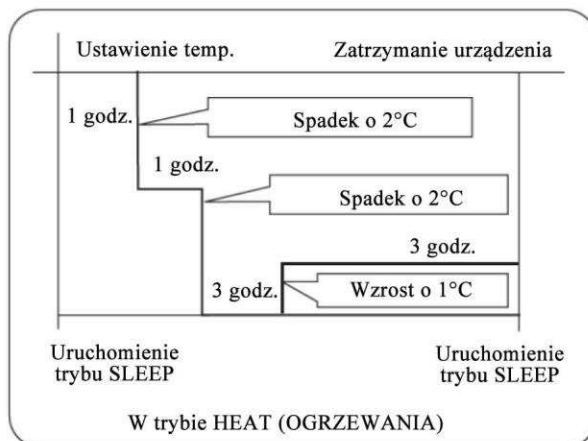 Ustawienie temp.
Zatrzymanie urządzenia
1 godz.
Spadek o 2°C
1 godz.
Spadek o 2°C
3 godz.
3 godz.
Wzrost o 1°C
Uruchomienie
trybu SLEEP
Uruchomienie
trybu SLEEP
W trybie HEAT (OGRZEWANIA)